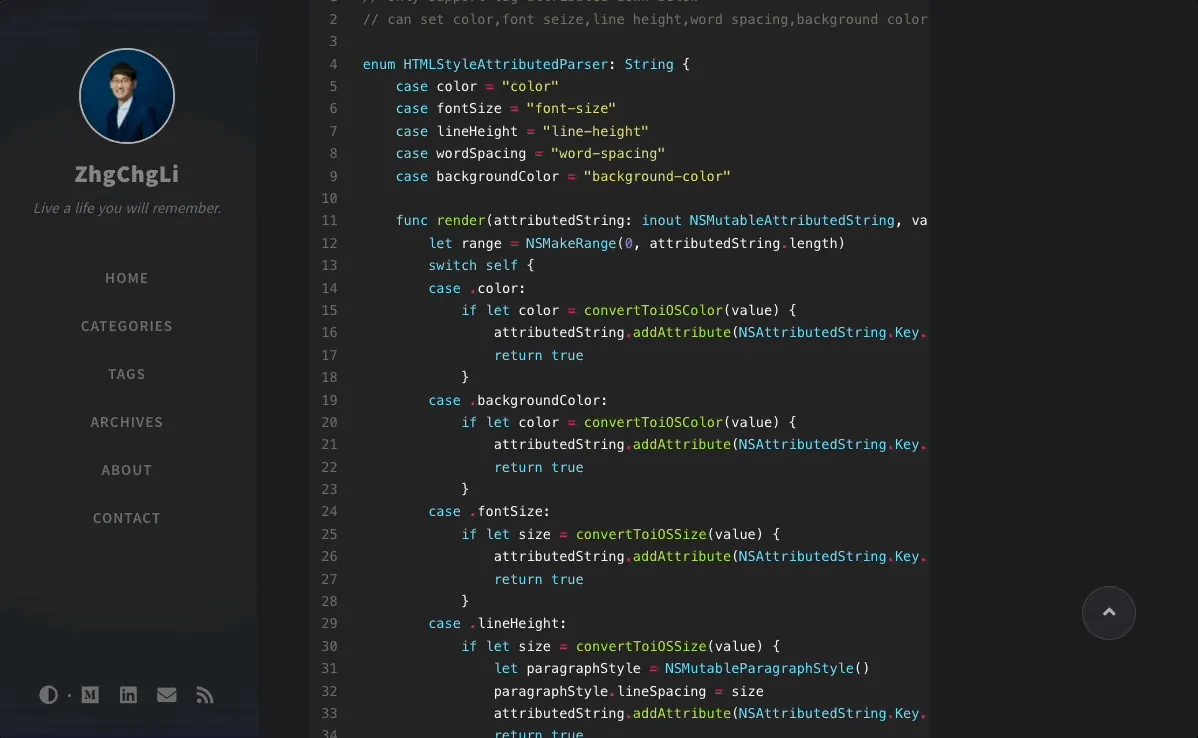 ZhgChgLi
Live a life you will remember.
HOME
CATEGORIES
TAGS
ARCHIVES
ABOUT
CONTACT
2 // can set color,font seize,line height,word spacing,background color
3
4 enum HTMLStyleAttributedParser: String {
5 case color = "color"
6 case fontSize = "font-size"
7 case lineHeight = "line-height"
8 case wordSpacing = "word-spacing"
9 case backgroundColor = "background-color"
10
11 func render(attributedString: inout NSMutableAttributedString, va
12 let range = NSMakeRange(0, attributedString.length)
13 switch self {
14 case .color:
15 if let color = convertToiOSColor(value) {
16 attributedString.addAttribute(NSAttributedString.Key.
17 return true
18 }
19 case .backgroundColor:
20 if let color = convertToiOSColor(value) {
21 attributedString.addAttribute(NSAttributedString.Key.
22 return true
23 }
24 case .fontSize:
25 if let size = convertToiOSSize(value) {
26 attributedString.addAttribute(NSAttributedString.Key.
27 return true
28 }
29 case .lineHeight:
30 if let size = convertToiOSSize(value) {
31 let paragraphStyle = NSMutableParagraphStyle()
32 paragraphStyle.lineSpacing = size
33 attributedString.addAttribute(NSAttributedString.Key.
34 return true